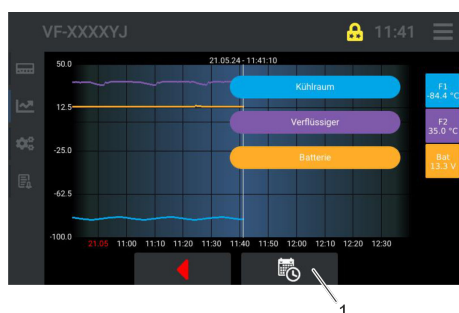 VF-XXXXYJ
11:41
21.05.24 - 11:41:10
50.0
12.5
-25.0
-62.5
-100.0
Kühlraum
Verflüssiger
Batterie
F1
-84.4 °C
F2
35.0 °C
Bat
13.3 V
21.05 11:00 11:10 11:20 11:30 11:40 11:50 12:00 12:10 12:20 12:30
1